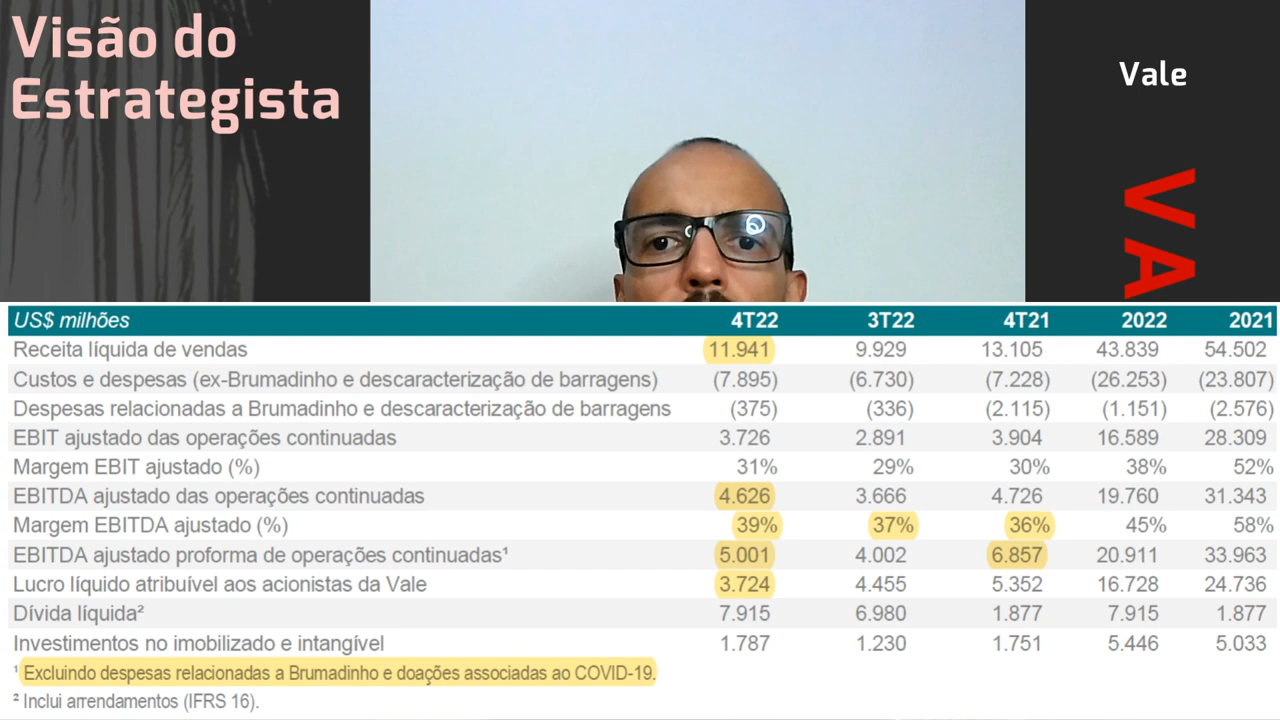 Visão do
Estrategista
Vale
VA
US$ milhões 4T22 3T22 4T21 2022 2021
Receita líquida de vendas 11.941 9.929 13.105 43.839 54.502
Custos e despesas (ex-Brumadinho e descaracterização de barragens) (7.895) (6.730) (7.228) (26.253) (23.807)
Despesas relacionadas a Brumadinho e descaracterização de barragens (375) (336) (2.115) (1.151) (2.576)
EBIT ajustado das operações continuadas 3.726 2.891 3.904 16.589 28.309
Margem EBIT ajustado (%) 31% 29% 30% 38% 52%
EBITDA ajustado das operações continuadas 4.626 3.666 4.726 19.760 31.343
Margem EBITDA ajustado (%) 39% 37% 36% 45% 58%
EBITDA ajustado proforma de operações continuadas¹ 5.001 4.002 6.857 20.911 33.963
Lucro líquido atribuível aos acionistas da Vale 3.724 4.455 5.352 16.728 24.736
Dívida líquida² 7.915 6.980 1.877 7.915 1.877
Investimentos no imobilizado e intangível 1.787 1.230 1.751 5.446 5.033
¹ Excluindo despesas relacionadas a Brumadinho e doações associadas ao COVID-19.
² Inclui arrendamentos (IFRS 16).